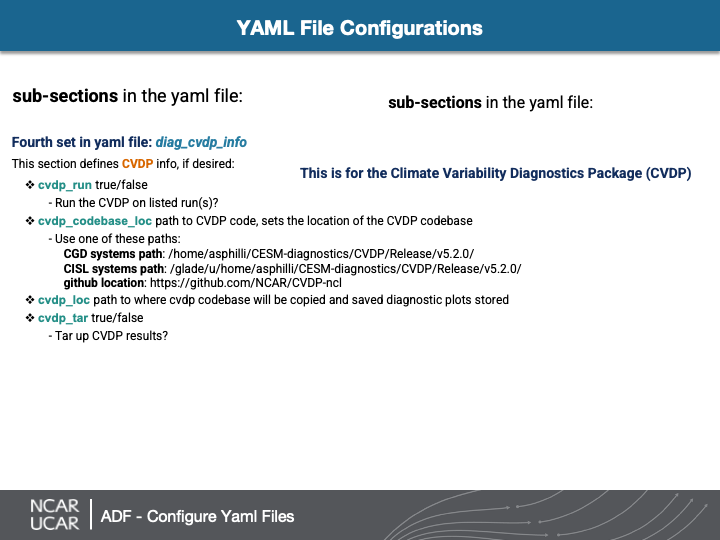 YAML File Configurations
sub-sections in the yaml file:
sub-sections in the yaml file:
Fourth set in yaml file: diag_cvdp_info
This section defines CVDP info, if desired:
This is for the Climate Variability Diagnostics Package (CVDP)
❖ cvdp_run true/false
- Run the CVDP on listed run(s)?
❖ cvdp_codebase_loc path to CVDP code, sets the location of the CVDP codebase
- Use one of these paths:
CGD systems path: /home/asphilli/CESM-diagnostics/CVDP/Release/v5.2.0/
CISL systems path: /glade/u/home/asphilli/CESM-diagnostics/CVDP/Release/v5.2.0/
github location: https://github.com/NCAR/CVDP-ncl
❖ cvdp_loc path to where cvdp codebase will be copied and saved diagnostic plots stored
❖ cvdp_tar true/false
- Tar up CVDP results?
NCAR
UCAR
ADF - Configure Yaml Files